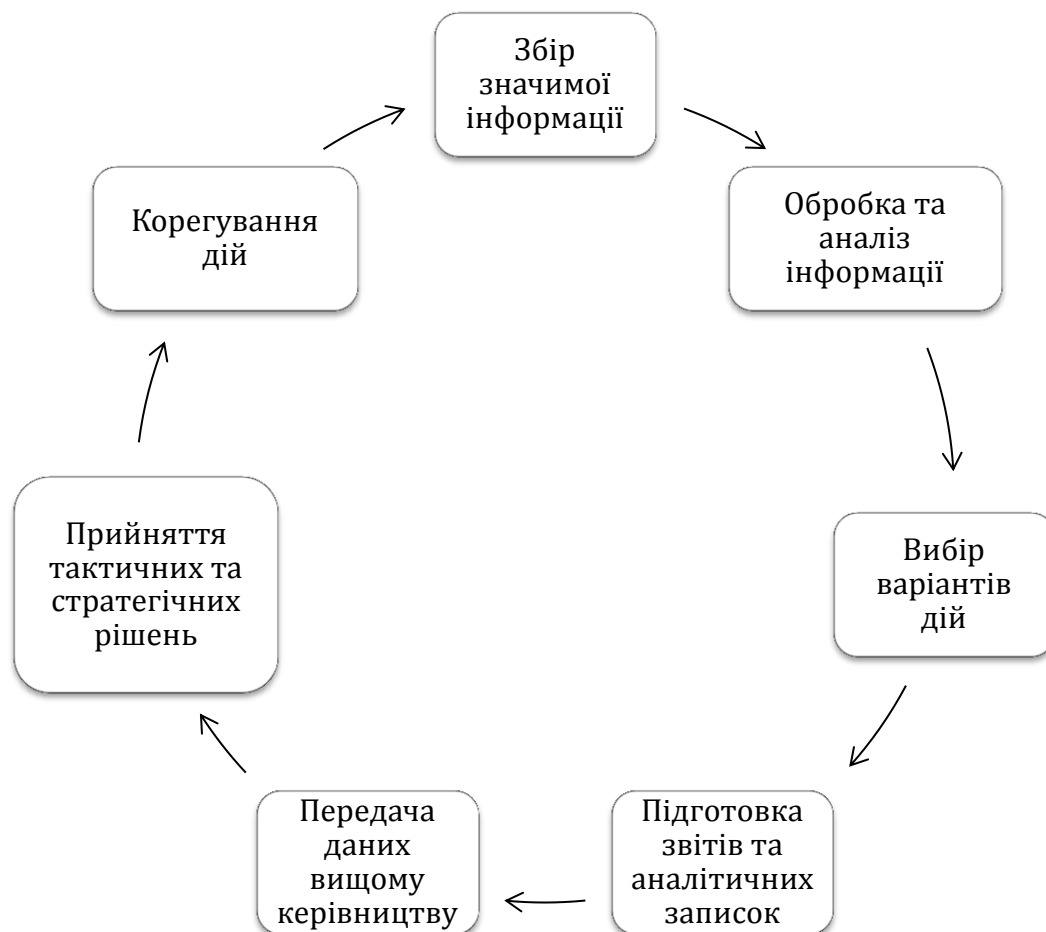 Збір
значимої
інформації
Обробка та
аналіз
інформації
Вибір
варіантів
дій
Підготовка
звітів та
аналітичних
записок
Передача
даних
вищому
керівництву
Прийняття
тактичних та
стратегічних
рішень
Корегування
дій